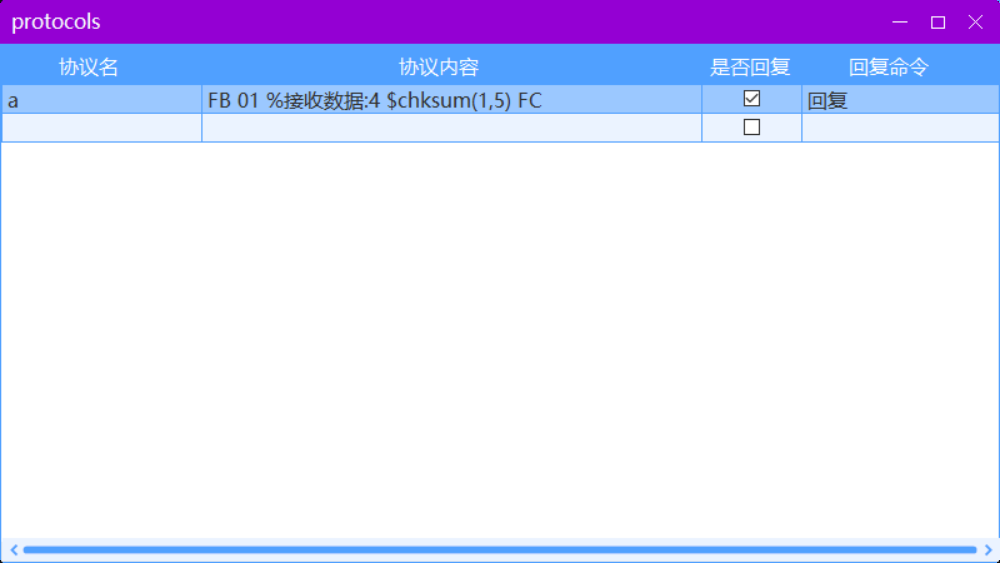 protocols
协议名 协议内容 是否回复 回复命令
a FB 01 %接收数据:4 $chksum(1,5) FC 回复